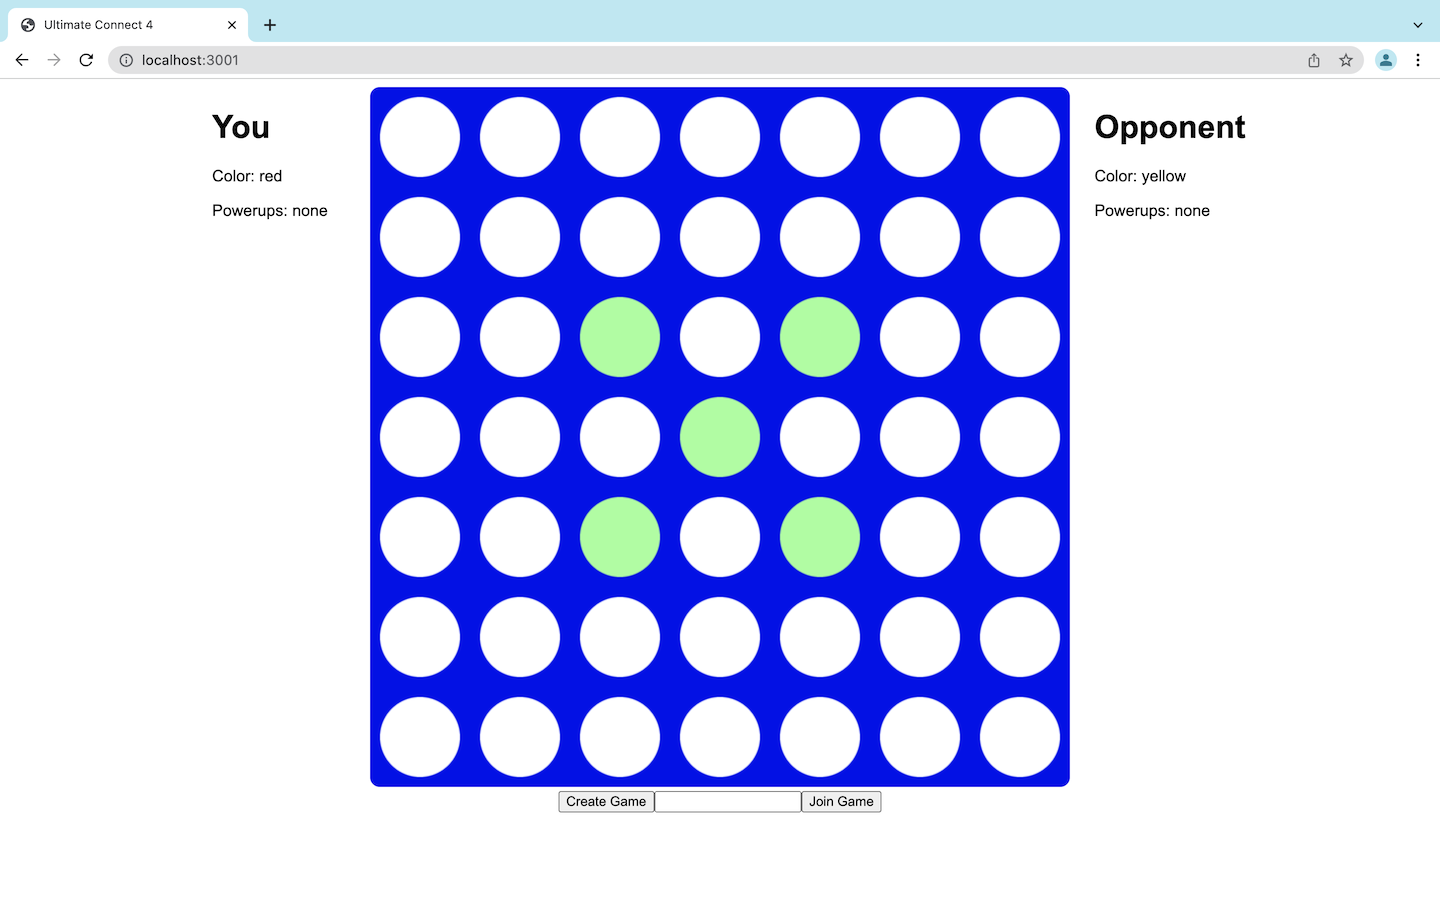 Ultimate Connect 4
localhost:3001
You
Color: red
Powerups: none
Opponent
Color: yellow
Powerups: none
Create Game
Join Game